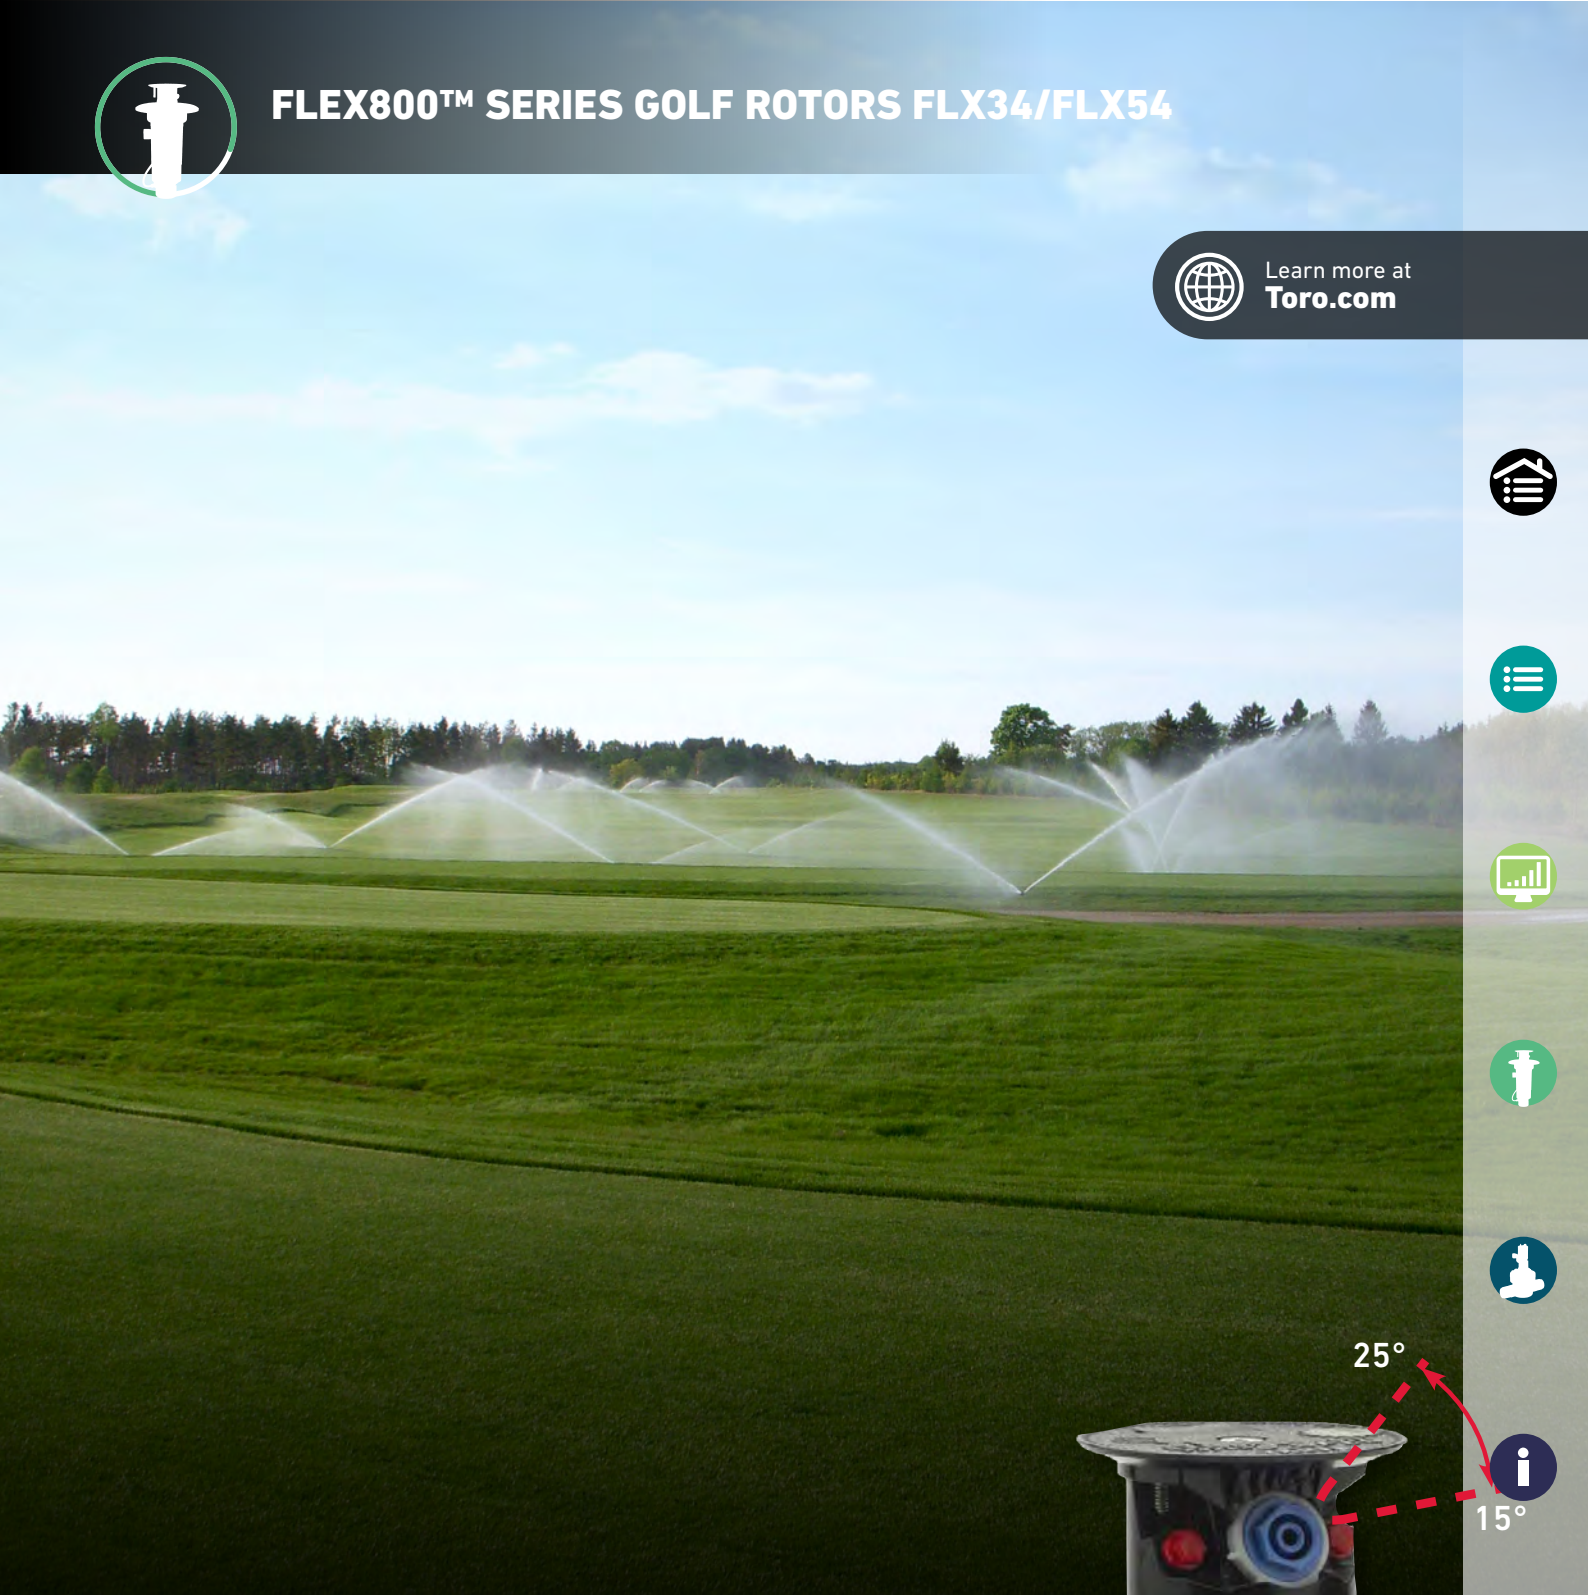 FLEX800™ SERIES GOLF ROTORS FLX34/FLX54
Learn more at
Toro.com
25°
15°